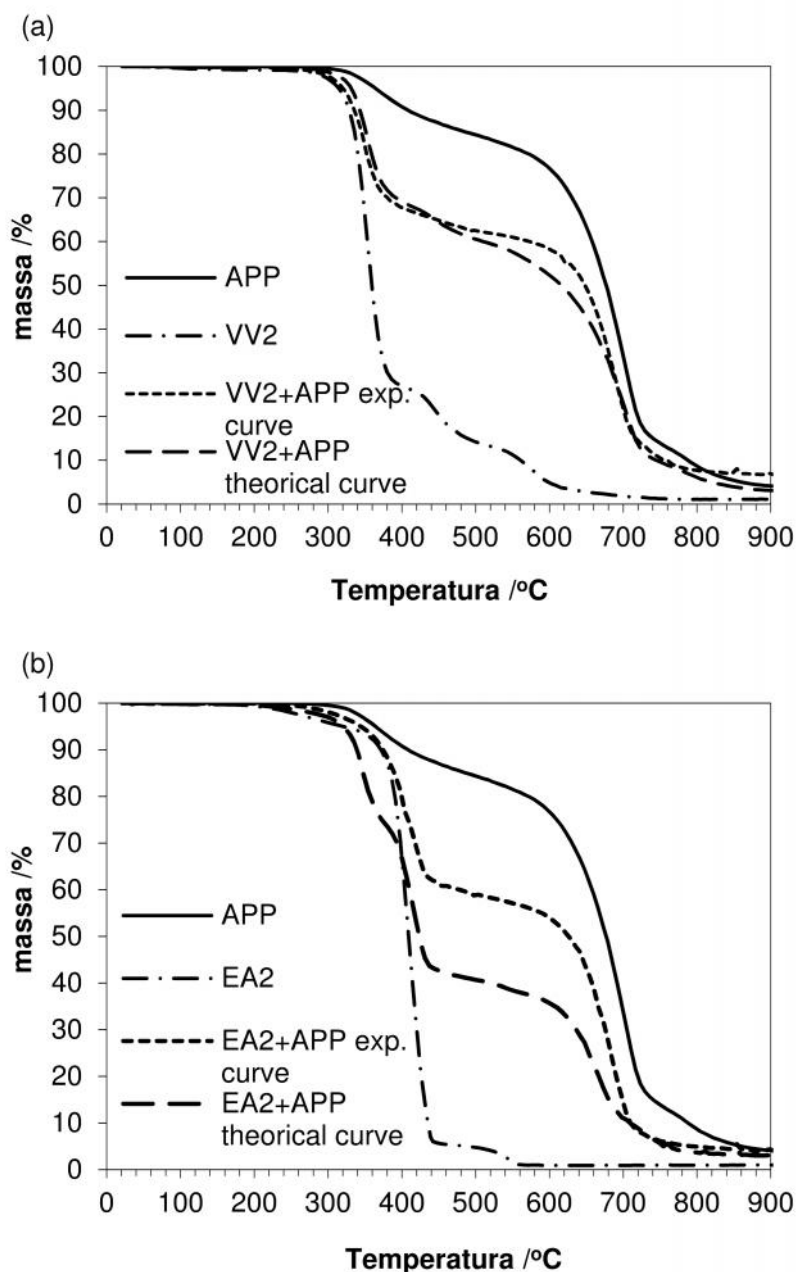 (a)
massa /%
100
90
80
70
60
50
40
30
20
10
0
APP
VV2
VV2+APP exp.
curve
VV2+APP
theorical curve
0 100 200 300 400 500 600 700 800 900
Temperatura /ºC
(b)
massa /%
100
90
80
70
60
50
40
30
20
10
0
APP
EA2
EA2+APP exp.
curve
EA2+APP
theorical curve
0 100 200 300 400 500 600 700 800 900
Temperatura /ºC